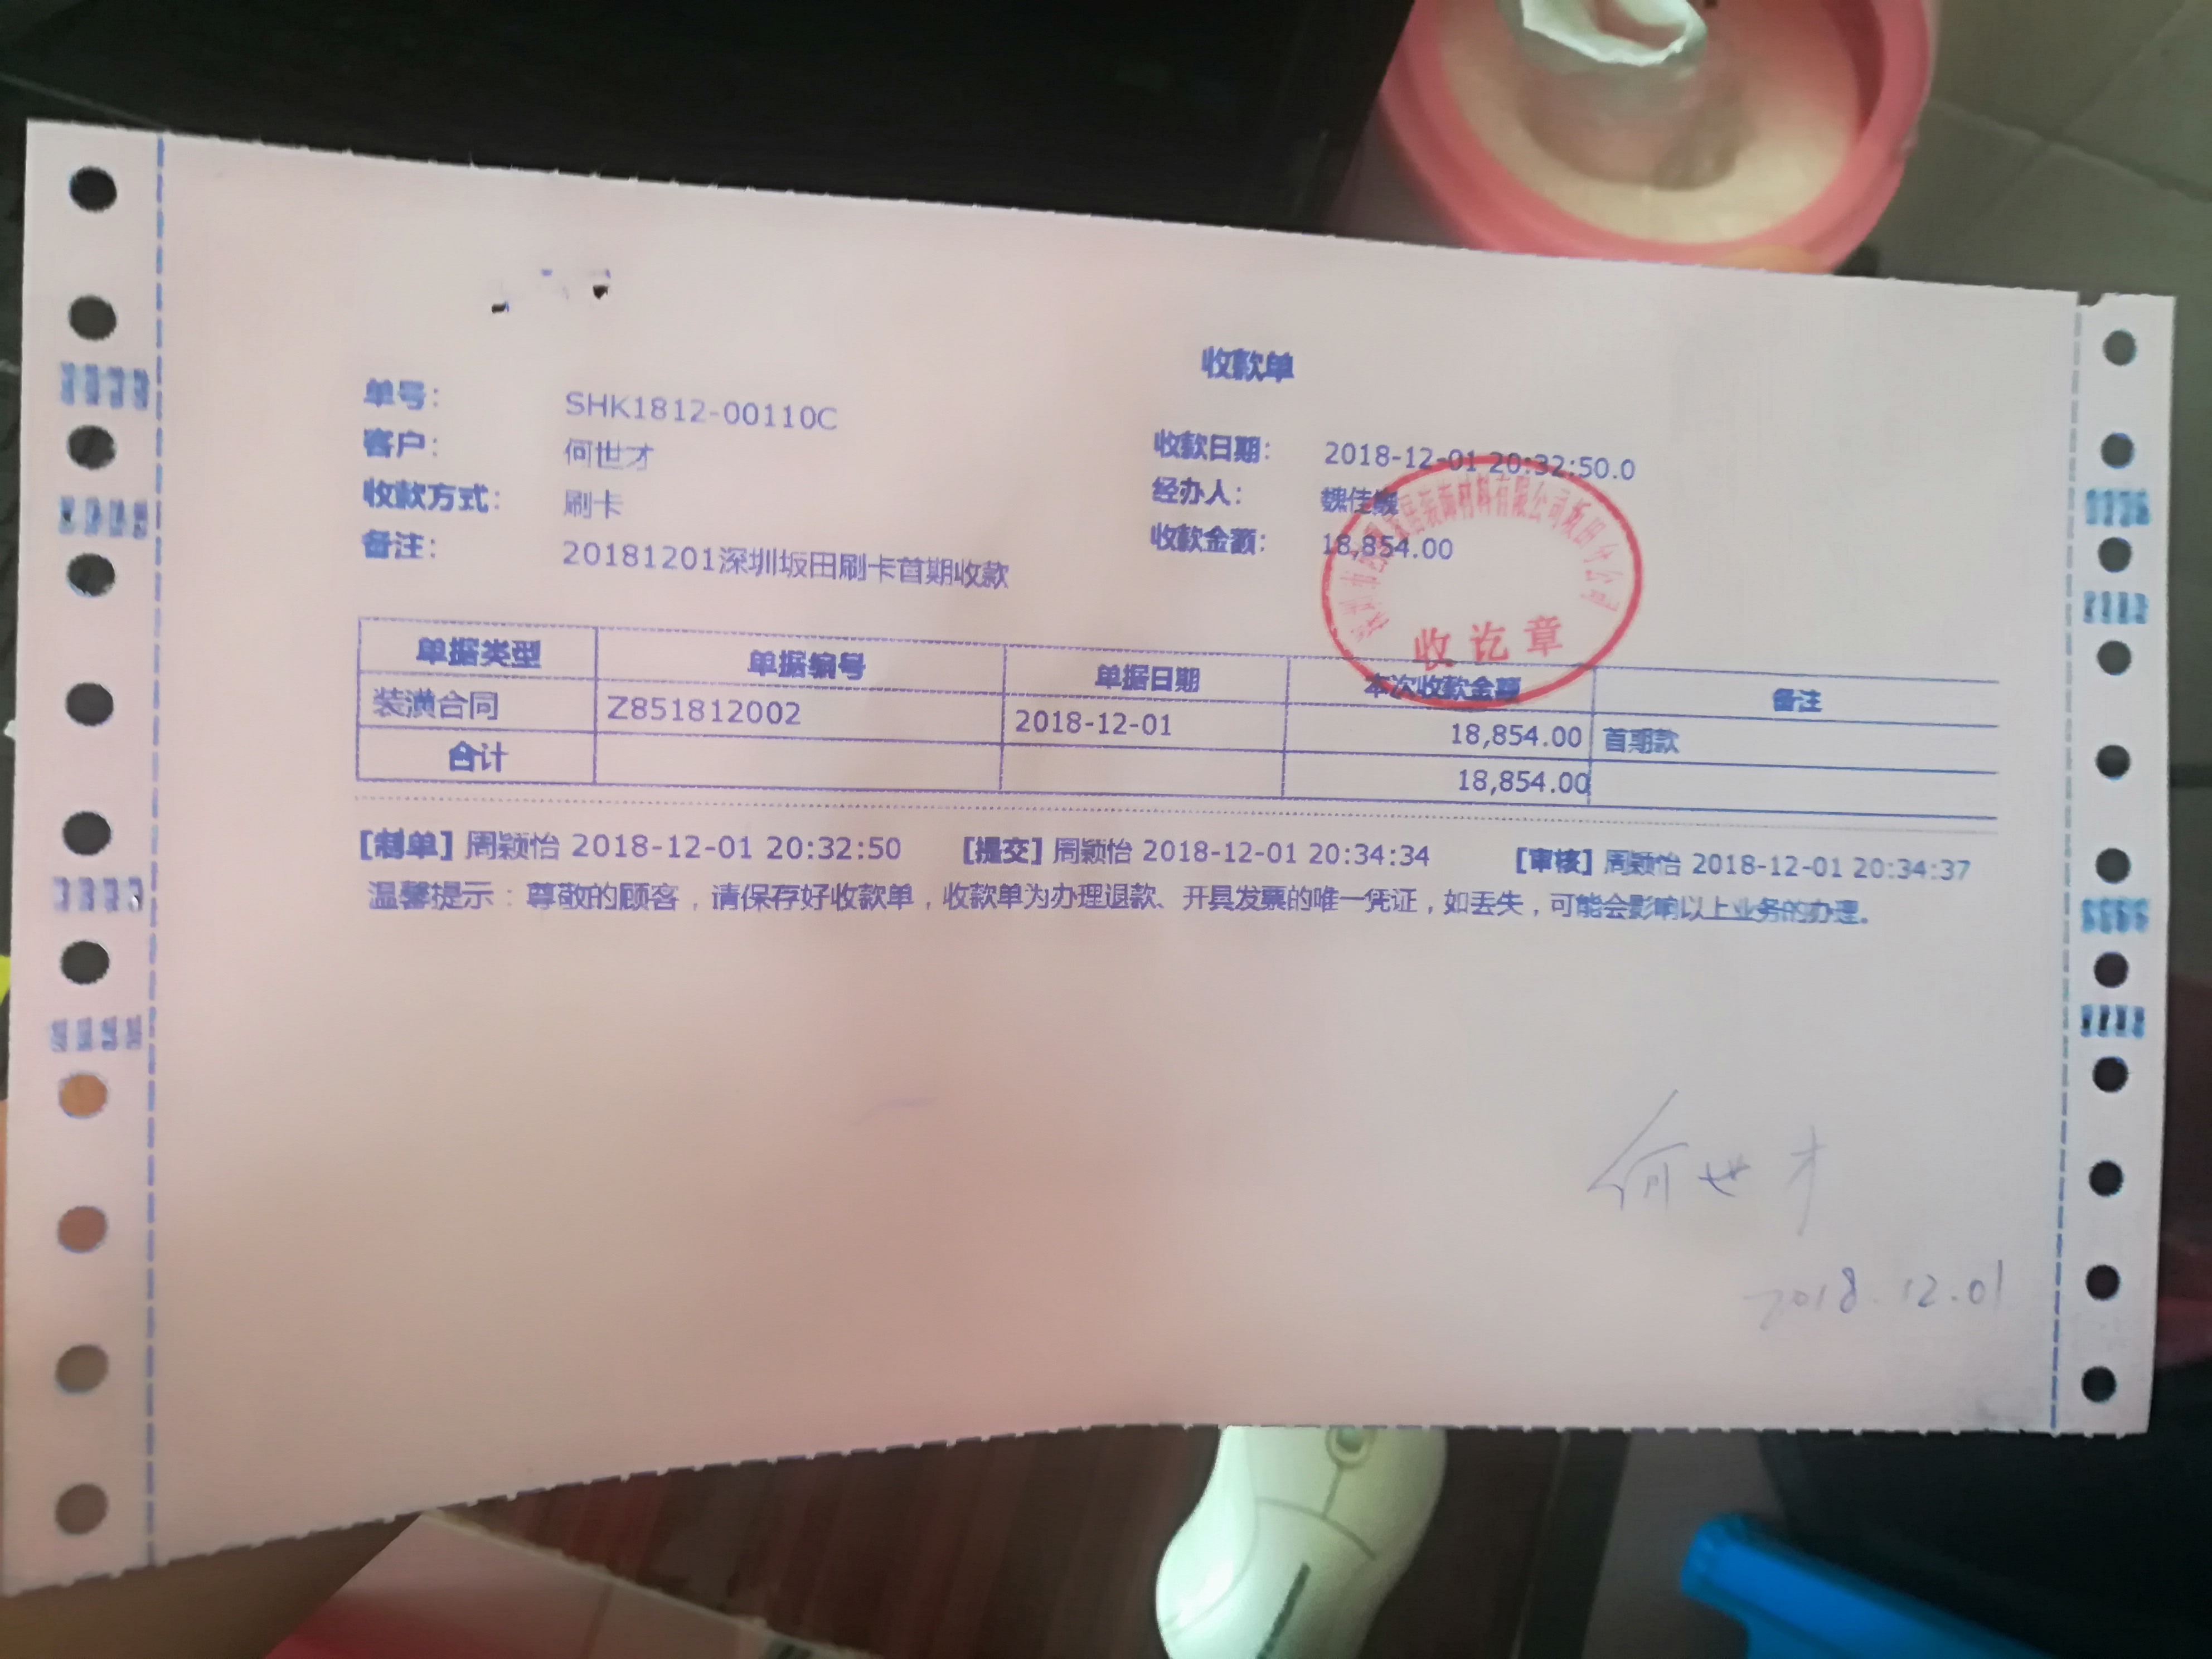 收款单
单号： SHK1812-00110C
客户： 何世才
收款日期： 2018-12-01 20:32:50.0
收款方式： 刷卡
经办人： 魏佳巍
备注： 20181201深圳坂田刷卡首期收款
收款金额： 18,854.00
装饰材料有限公司坂田分公司
收讫章
单据类型 单据编号 单据日期 本次收款金额 备注
装潢合同 Z851812002 2018-12-01 18,854.00 首期款
合计 18,854.00
[制单] 周颖怡 2018-12-01 20:32:50 [提交] 周颖怡 2018-12-01 20:34:34 [审核] 周颖怡 2018-12-01 20:34:37
温馨提示：尊敬的顾客，请保存好收款单，收款单为办理退款、开具发票的唯一凭证，如丢失，可能会影响以上业务的办理。
何世才
2018.12.01